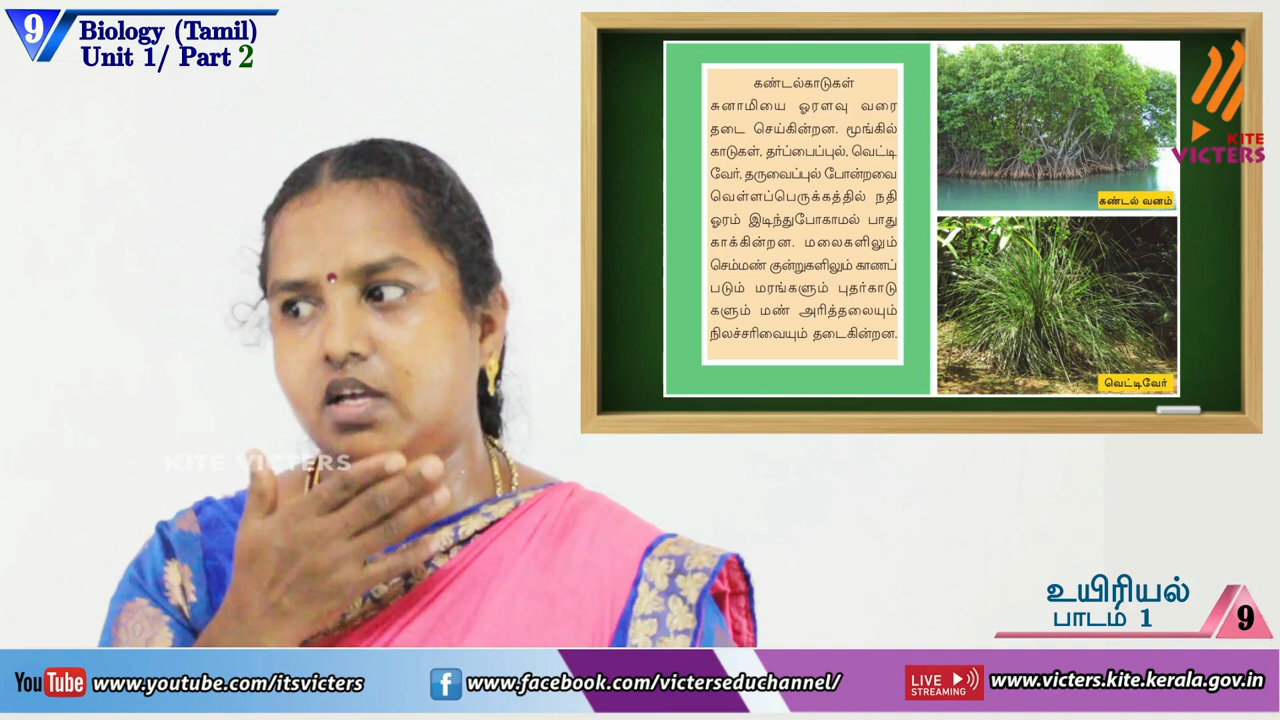 9
Biology (Tamil)
Unit 1/ Part 2
கண்டல்காடுகள்
சுனாமியை ஓரளவு வரை
தடை செய்கின்றன. மூங்கில்
காடுகள், தர்ப்பைப்புல், வெட்டி
வேர், தருவைப்புல் போன்றவை
வெள்ளப்பெருக்கத்தில் நதி
ஓரம் இடிந்துபோகாமல் பாது
காக்கின்றன. மலைகளிலும்
செம்மண் குன்றுகளிலும் காணப்
படும் மரங்களும் புதர்காடு
களும் மண் அரித்தலையும்
நிலச்சரிவையும் தடைகின்றன.
கண்டல் வனம்
வெட்டிவேர்
KITE
VICTERS
KITE VICTERS
உயிரியல்
பாடம் 1
9
YouTube www.youtube.com/itsvicters
f www.facebook.com/victerseduchannel/
LIVE
STREAMING
www.victers.kite.kerala.gov.in